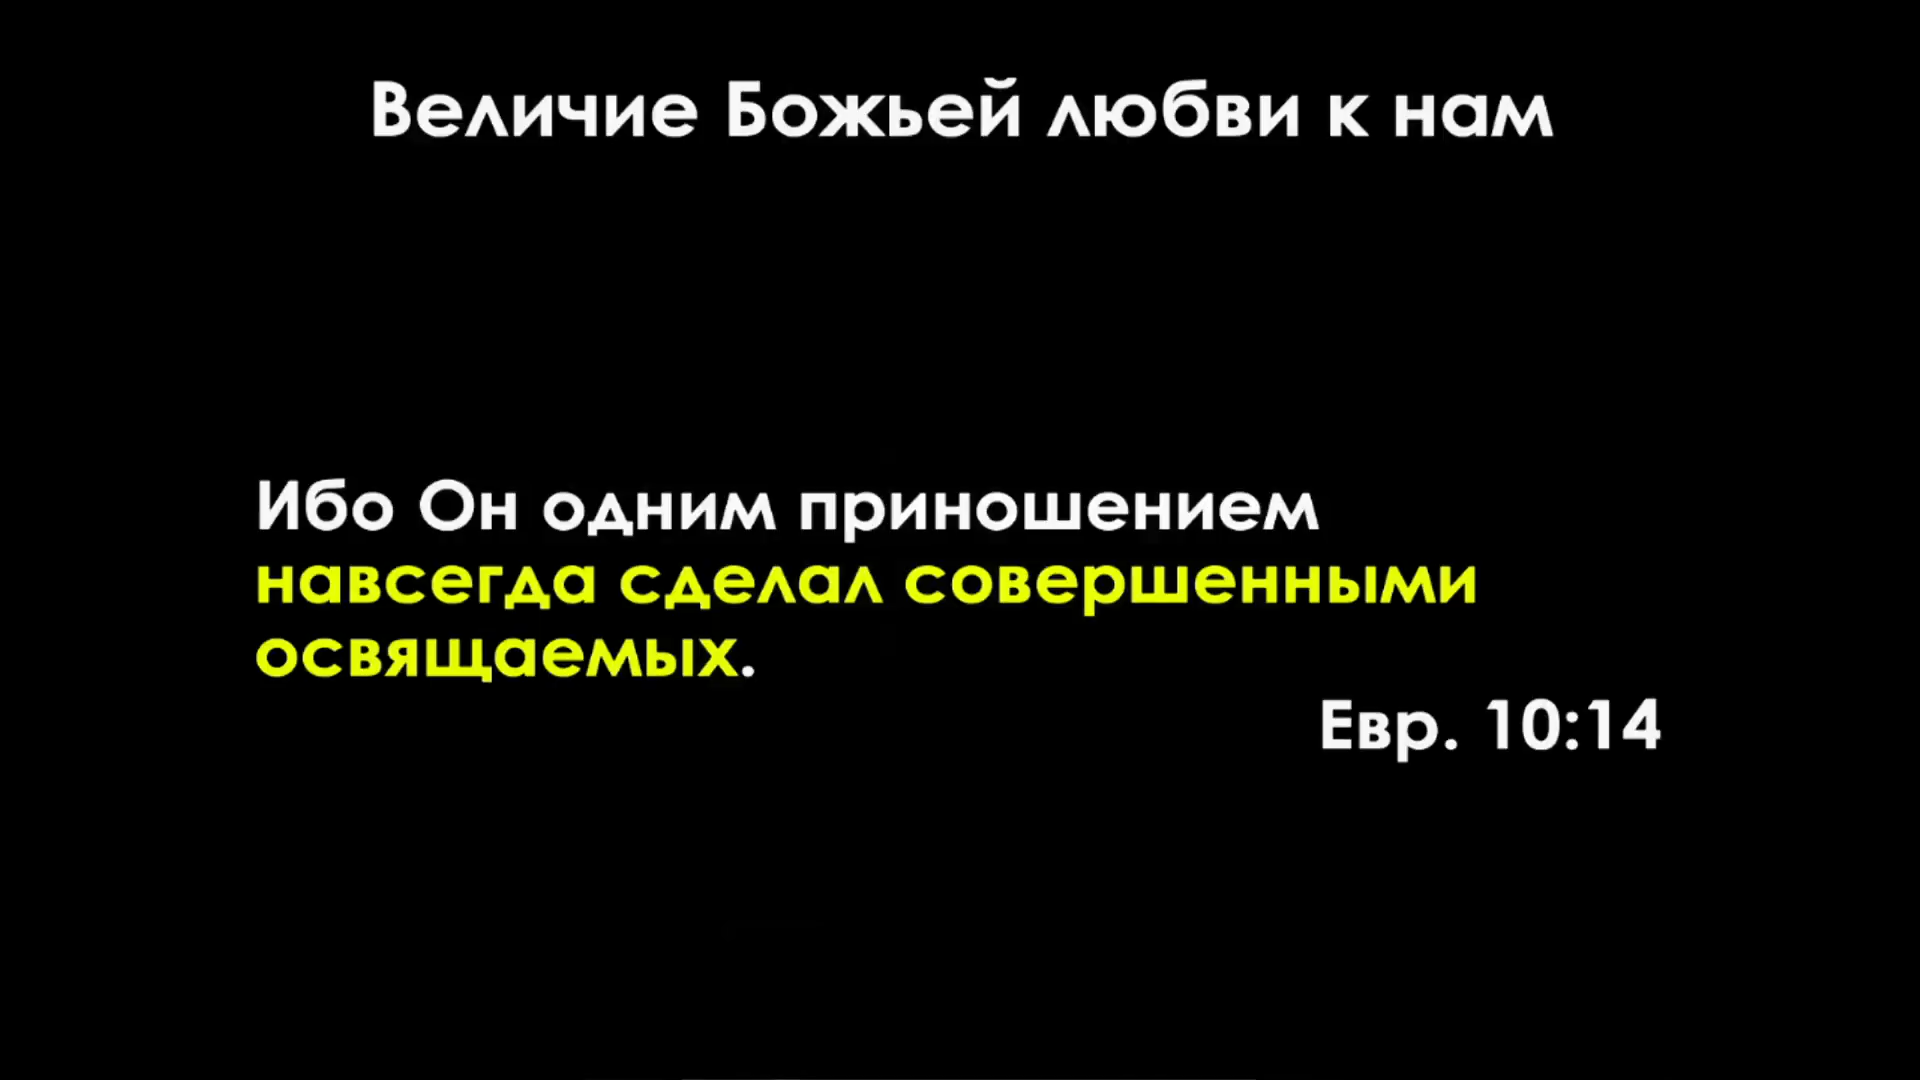 Величие Божьей любви к нам
Ибо Он одним приношением
навсегда сделал совершенными
освящаемых.
Евр. 10:14